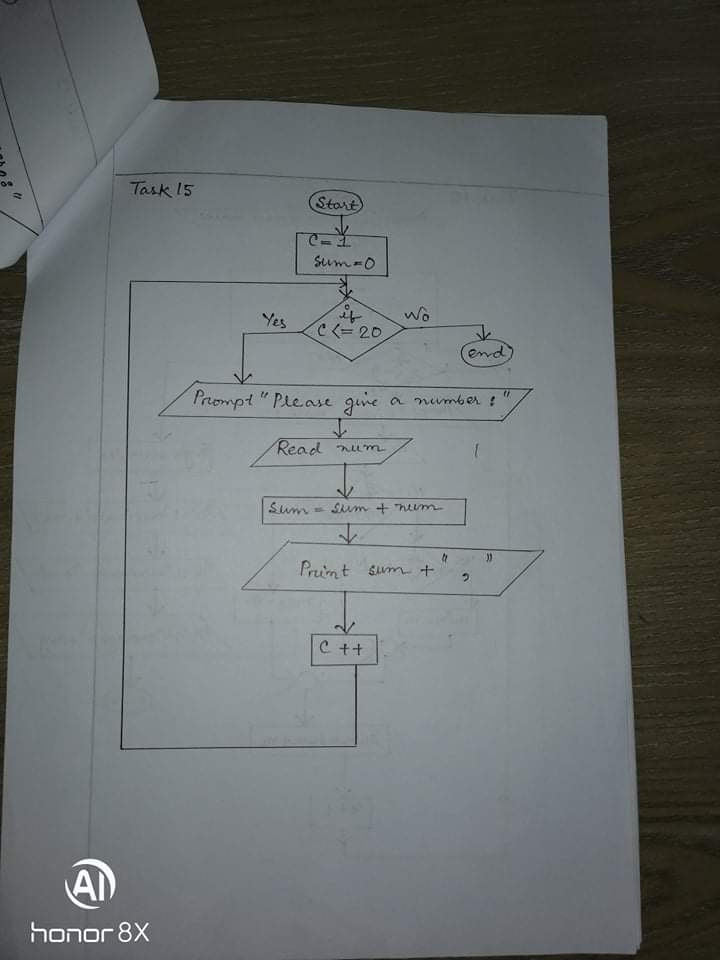 Task 15
Start
C = 1
sum = 0
if
C <= 20
Yes
No
end
Prompt "Please give a number : "
Read num
sum = sum + num
Print sum + " , "
C ++
AI
honor 8X